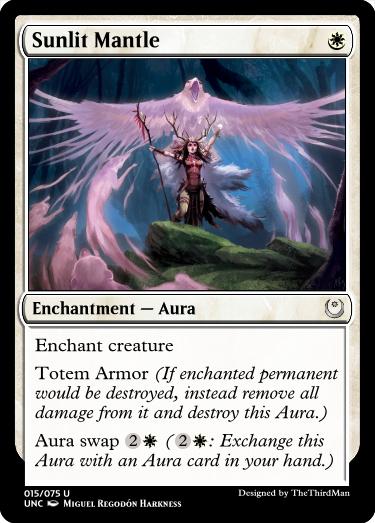 Sunlit Mantle
Enchantment — Aura
Enchant creature
Totem Armor (If enchanted permanent
would be destroyed, instead remove all
damage from it and destroy this Aura.)
Aura swap 2 ( 2 : Exchange this
Aura with an Aura card in your hand.)
015/075 U
Designed by TheThirdMan
UNC Miguel Regodón Harkness